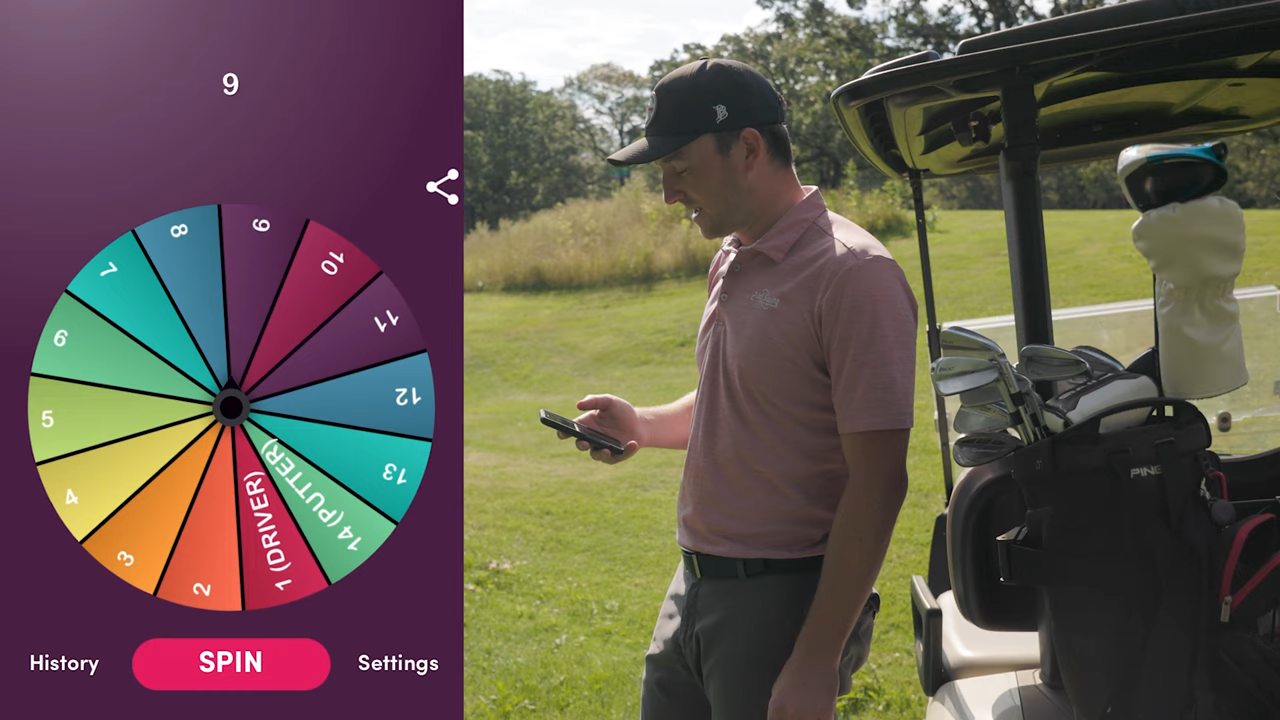 9
8
9
10
7
11
6
12
5
13
4
14 (PUTTER)
3
2
1 (DRIVER)
History
SPIN
Settings
PING